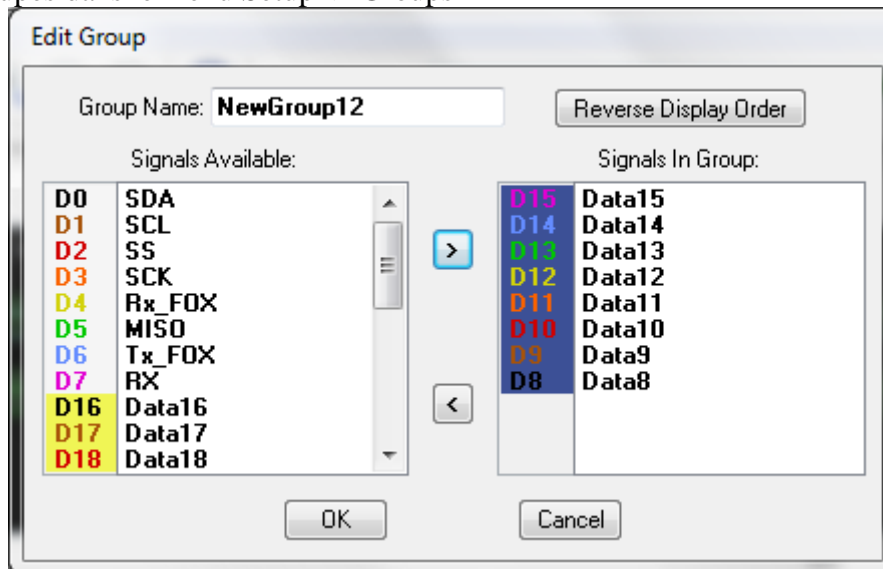 Edit Group
Group Name: NewGroup12
Reverse Display Order
Signals Available:
Signals In Group:
D0 SDA
D1 SCL
D2 SS
D3 SCK
D4 Rx_FOX
D5 MISO
D6 Tx_FOX
D7 RX
D16 Data16
D17 Data17
D18 Data18
>
<
D15 Data15
D14 Data14
D13 Data13
D12 Data12
D11 Data11
D10 Data10
D9 Data9
D8 Data8
OK
Cancel